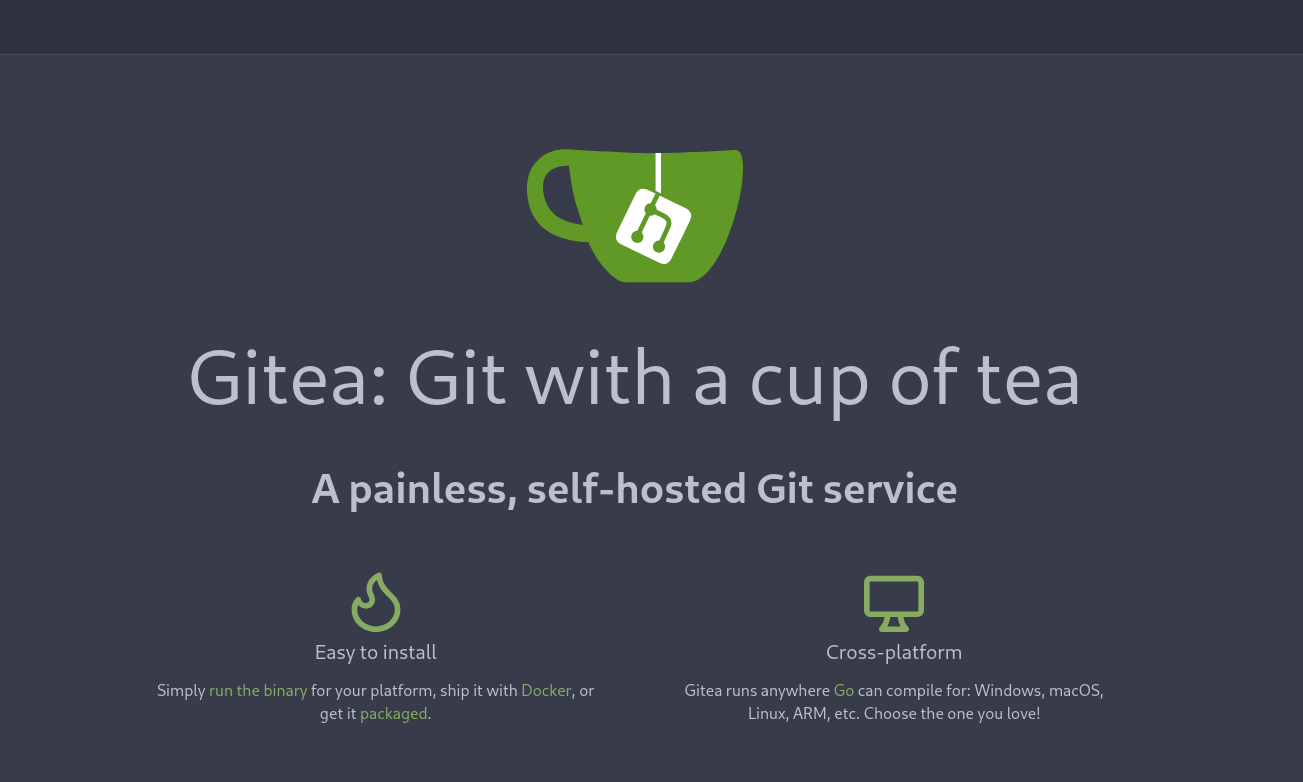 Gitea: Git with a cup of tea
A painless, self-hosted Git service
Easy to install
Simply run the binary for your platform, ship it with Docker, or
get it packaged.
Cross-platform
Gitea runs anywhere Go can compile for: Windows, macOS,
Linux, ARM, etc. Choose the one you love!